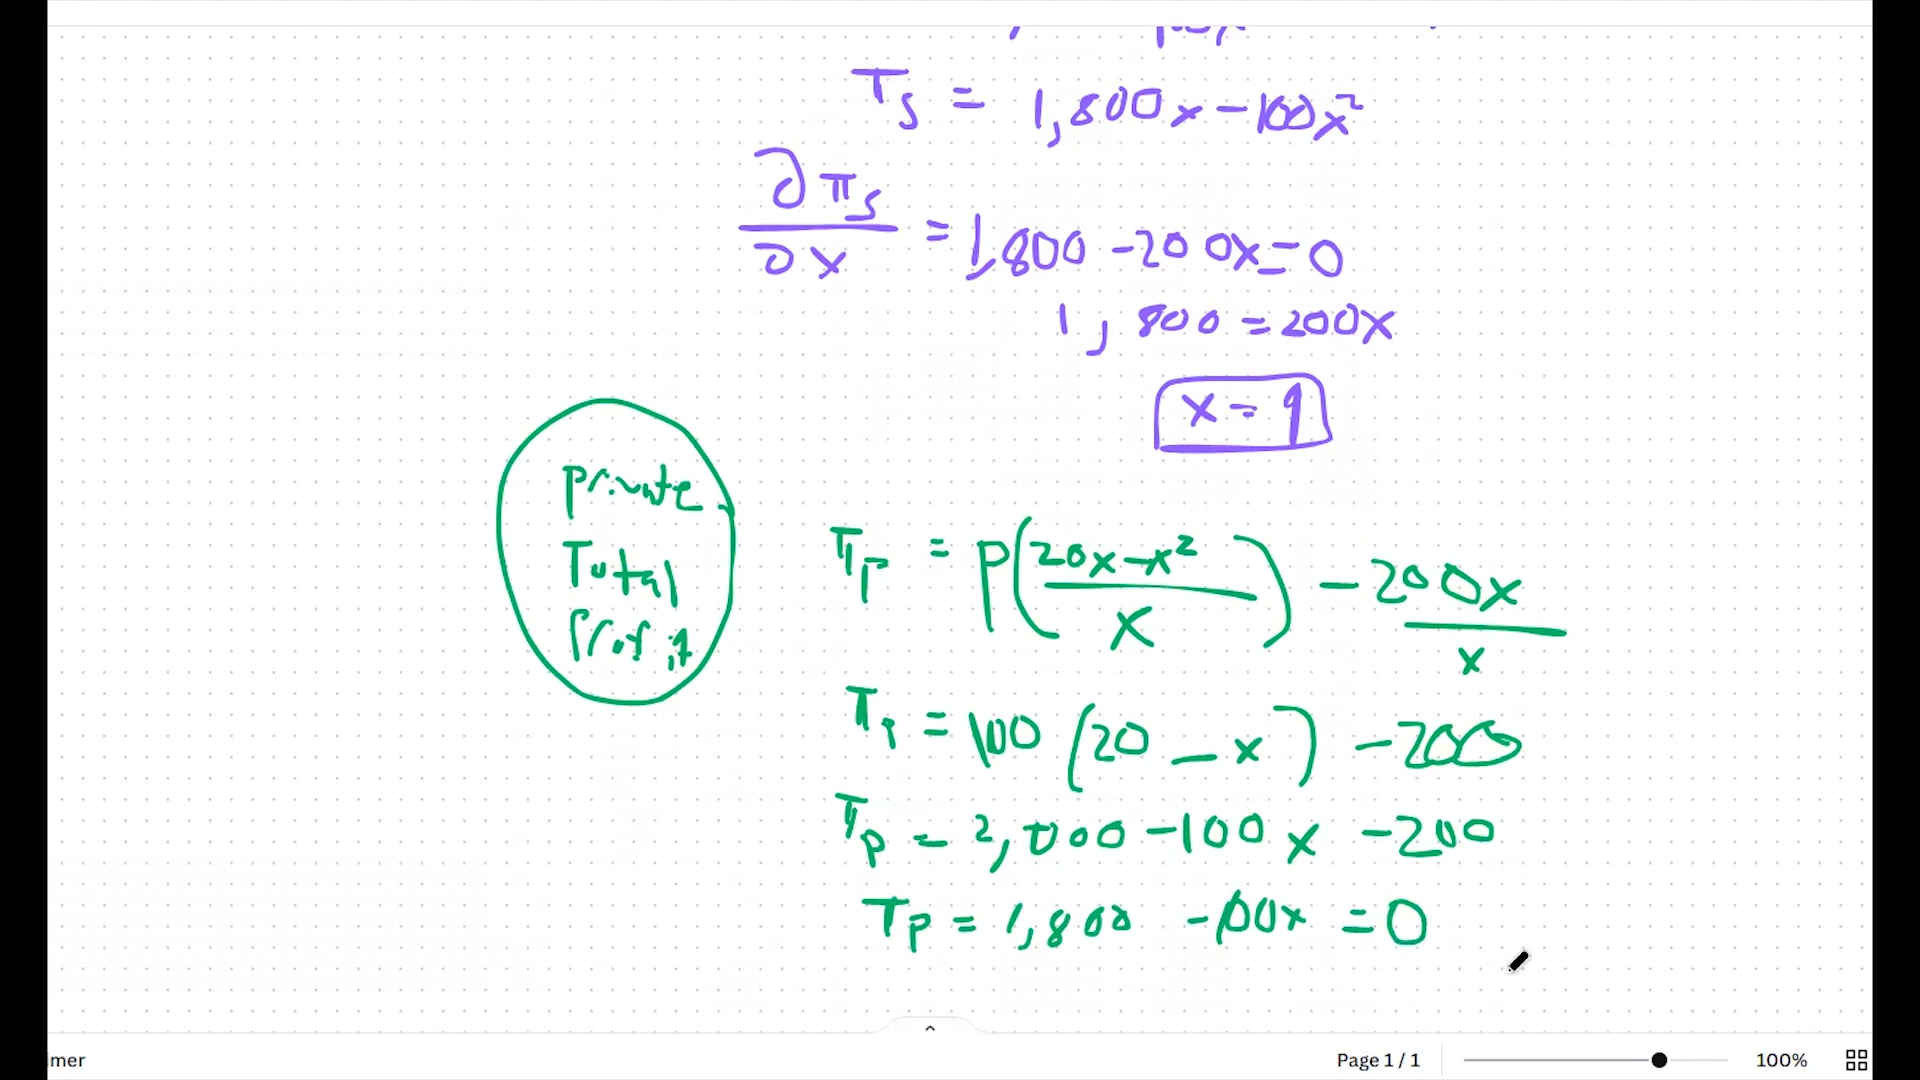 πs = 1,800x - 100x²
∂πs
∂x = 1,800 - 200x = 0
1,800 = 200x
x = 9
private
Total
Profit
πp = P(20x - x² / x) - 200x / x
πp = 100 (20 - x) - 200
πp = 2,000 - 100x - 200
πp = 1,800 - 100x = 0
imer
Page 1 / 1
100%